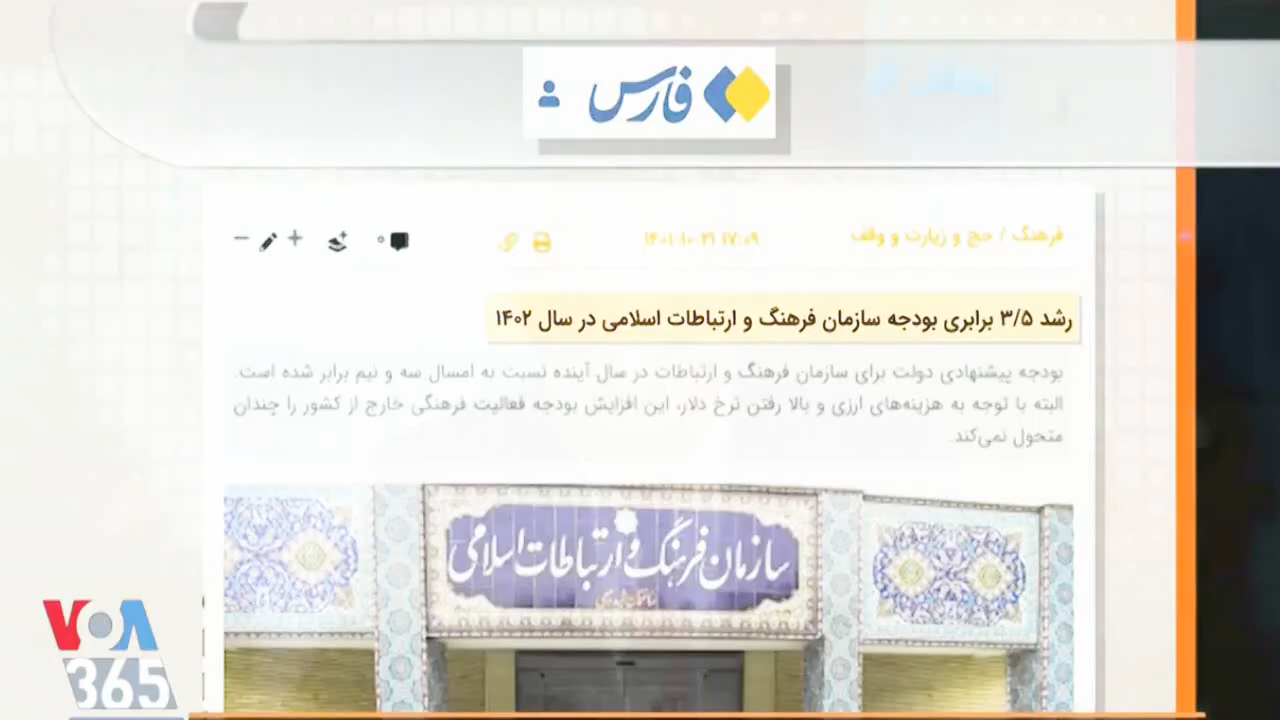 فارس
فرهنگ / حج و زیارت و وقف
۱۴۰۱-۱۰-۲۱ ۱۷:۰۹
رشد ۳/۵ برابری بودجه سازمان فرهنگ و ارتباطات اسلامی در سال ۱۴۰۲
بودجه پیشنهادی دولت برای سازمان فرهنگ و ارتباطات در سال آینده نسبت به امسال سه و نیم برابر شده است.
البته با توجه به هزینه‌های ارزی و بالا رفتن نرخ دلار، این افزایش بودجه فعالیت فرهنگی خارج از کشور را چندان
متحول نمی‌کند.
سازمان فرهنگ و ارتباطات اسلامی
VOA
365